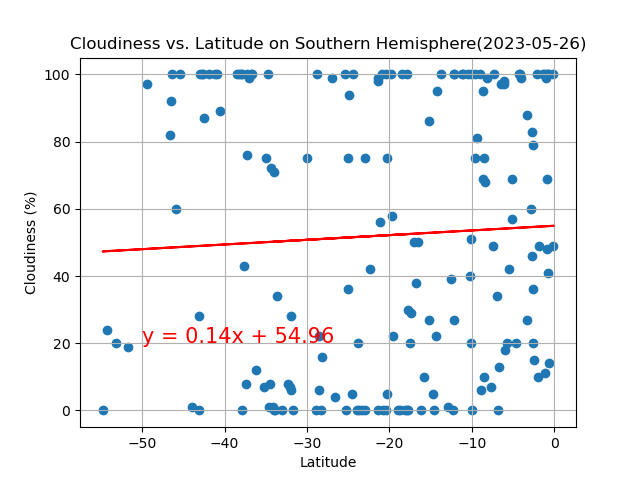 Cloudiness vs. Latitude on Southern Hemisphere(2023-05-26)
100
80
60
40
20
0
Cloudiness (%)
y = 0.14x + 54.96
−50 −40 −30 −20 −10 0
Latitude